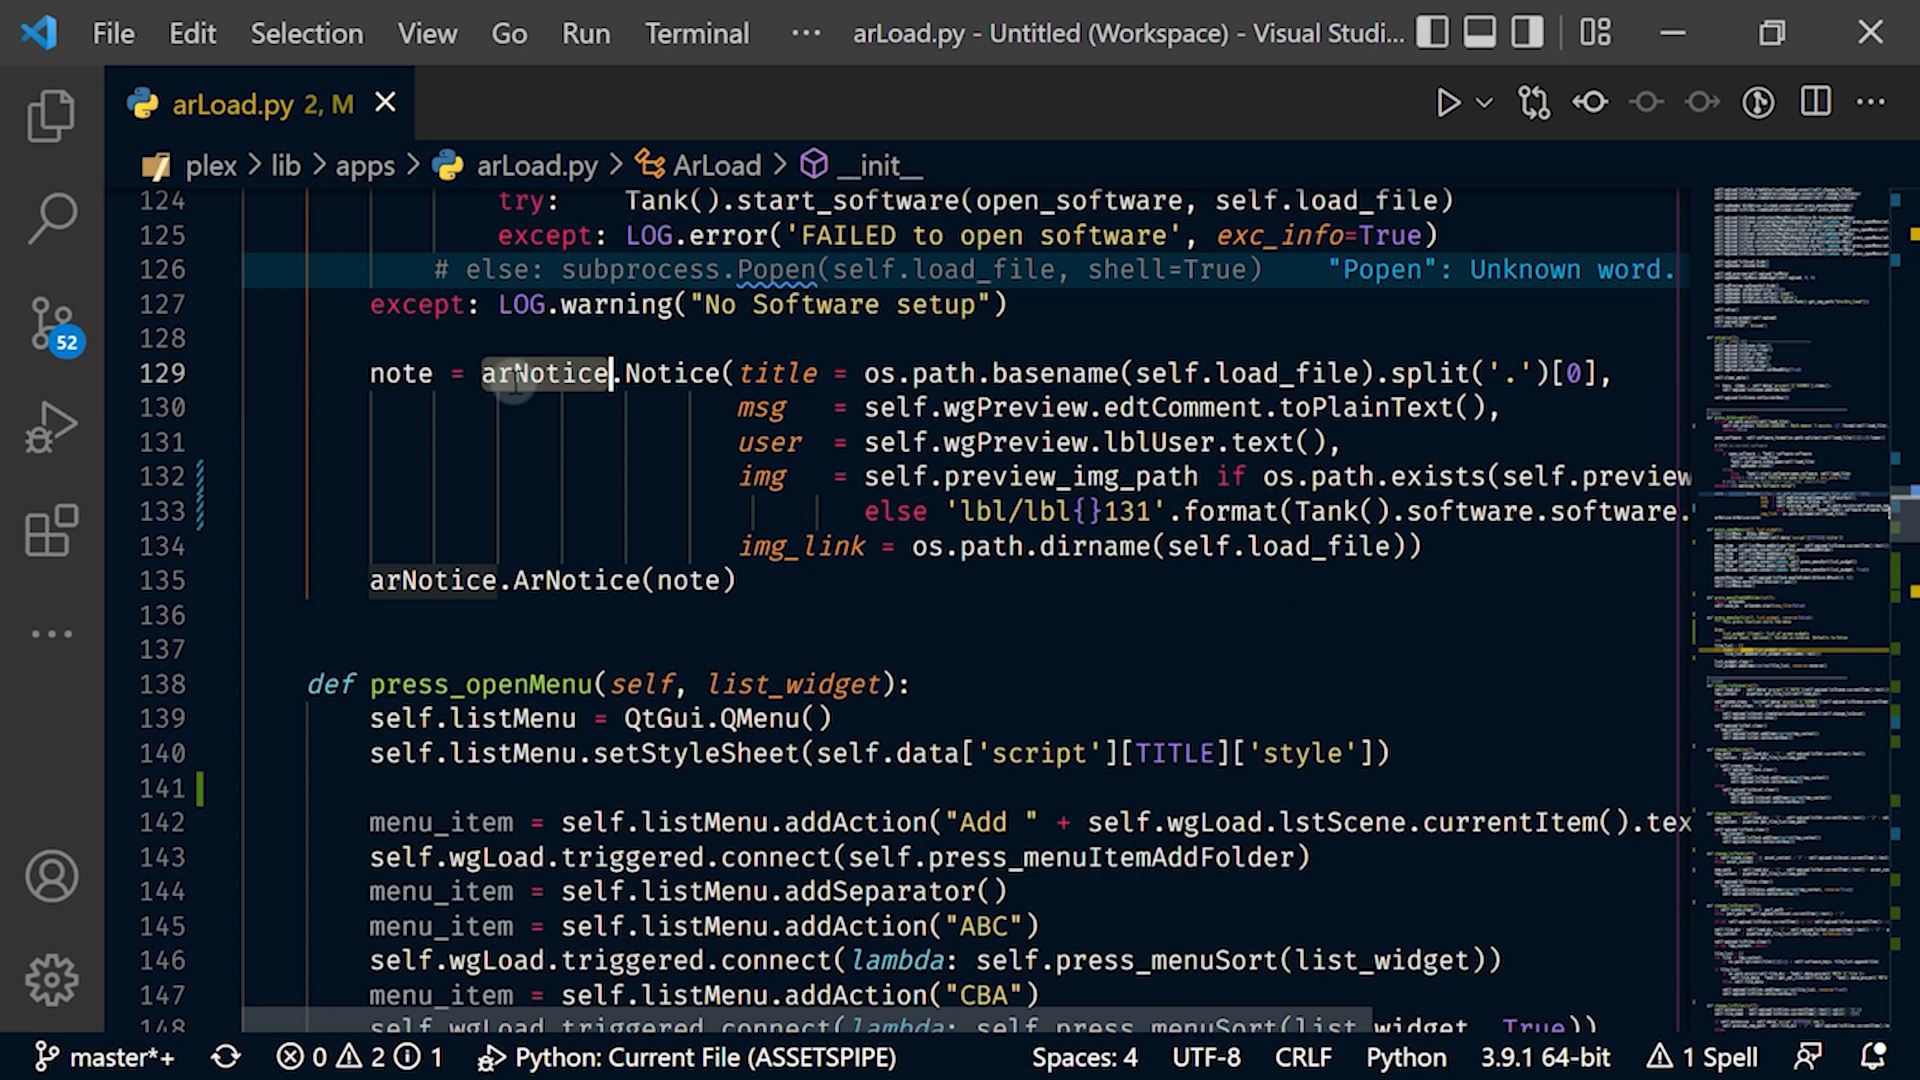 File Edit Selection View Go Run Terminal ··· arLoad.py - Untitled (Workspace) - Visual Studi...
arLoad.py 2, M
plex > lib > apps > arLoad.py > ArLoad > __init__
124 try: Tank().start_software(open_software, self.load_file)
125 except: LOG.error('FAILED to open software', exc_info=True)
126 # else: subprocess.Popen(self.load_file, shell=True) "Popen": Unknown word.
127 except: LOG.warning("No Software setup")
128
129 note = arNotice.Notice(title = os.path.basename(self.load_file).split('.')[0],
130 msg = self.wgPreview.edtComment.toPlainText(),
131 user = self.wgPreview.lblUser.text(),
132 img = self.preview_img_path if os.path.exists(self.preview
133 else 'lbl/lbl{}131'.format(Tank().software.software.
134 img_link = os.path.dirname(self.load_file))
135 arNotice.ArNotice(note)
136
137
138 def press_openMenu(self, list_widget):
139 self.listMenu = QtGui.QMenu()
140 self.listMenu.setStyleSheet(self.data['script'][TITLE]['style'])
141
142 menu_item = self.listMenu.addAction("Add " + self.wgLoad.lstScene.currentItem().tex
143 self.wgLoad.triggered.connect(self.press_menuItemAddFolder)
144 menu_item = self.listMenu.addSeparator()
145 menu_item = self.listMenu.addAction("ABC")
146 self.wgLoad.triggered.connect(lambda: self.press_menuSort(list_widget))
147 menu_item = self.listMenu.addAction("CBA")
148 self.wgLoad.triggered.connect(lambda: self.press_menuSort(list_widget, True))
52
master*+ 0 2 1 Python: Current File (ASSETSPIPE) Spaces: 4 UTF-8 CRLF Python 3.9.1 64-bit 1 Spell